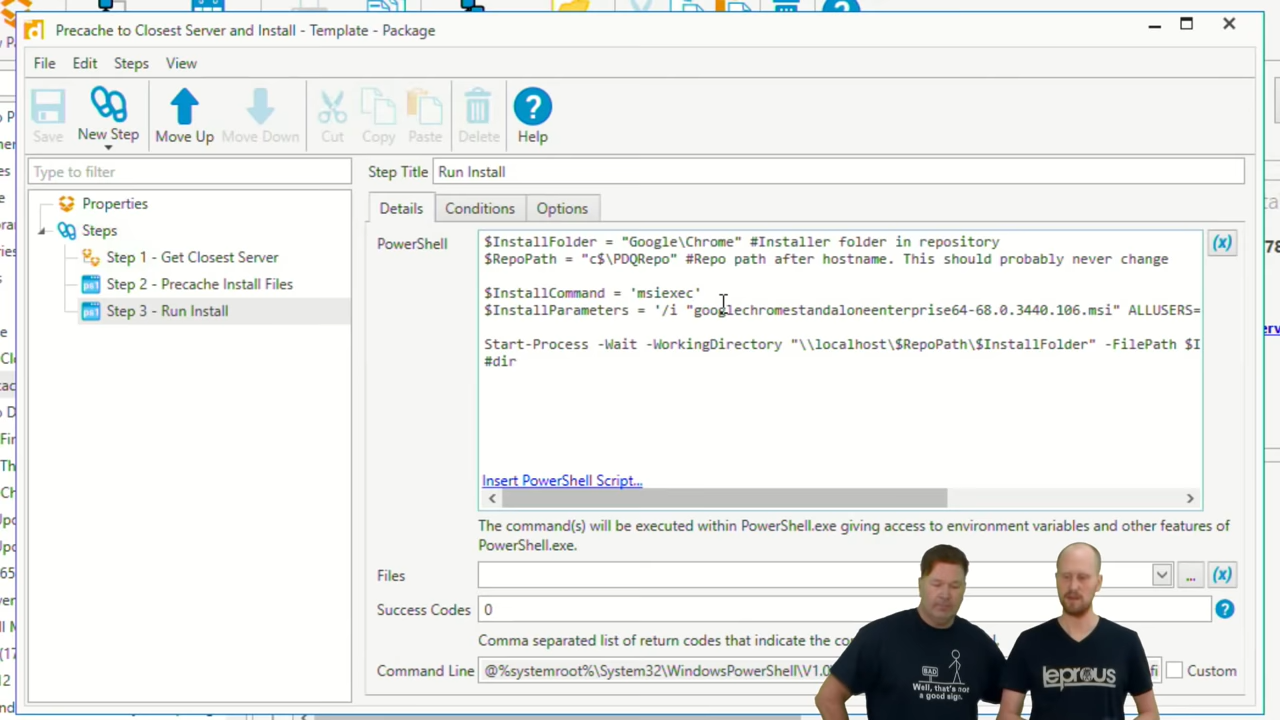 Precache to Closest Server and Install - Template - Package
File Edit Steps View
Save New Step Move Up Move Down Cut Copy Paste Delete Help
Type to filter
Properties
Steps
Step 1 - Get Closest Server
Step 2 - Precache Install Files
Step 3 - Run Install
Step Title Run Install
Details Conditions Options
PowerShell
$InstallFolder = "Google\Chrome" #Installer folder in repository
$RepoPath = "c$\PDQRepo" #Repo path after hostname. This should probably never change
$InstallCommand = 'msiexec'
$InstallParameters = '/i "googlechromestandaloneenterprise64-68.0.3440.106.msi" ALLUSERS=
Start-Process -Wait -WorkingDirectory "\\localhost\$RepoPath\$InstallFolder" -FilePath $I
#dir
(x)
Insert PowerShell Script...
The command(s) will be executed within PowerShell.exe giving access to environment variables and other features of
PowerShell.exe.
Files ... (x)
Success Codes 0
Comma separated list of return codes that indicate the
Command Line @%systemroot%\System32\WindowsPowerShell\V1.0 Custom
BAD
Well, that's not
a good sign.
leprous